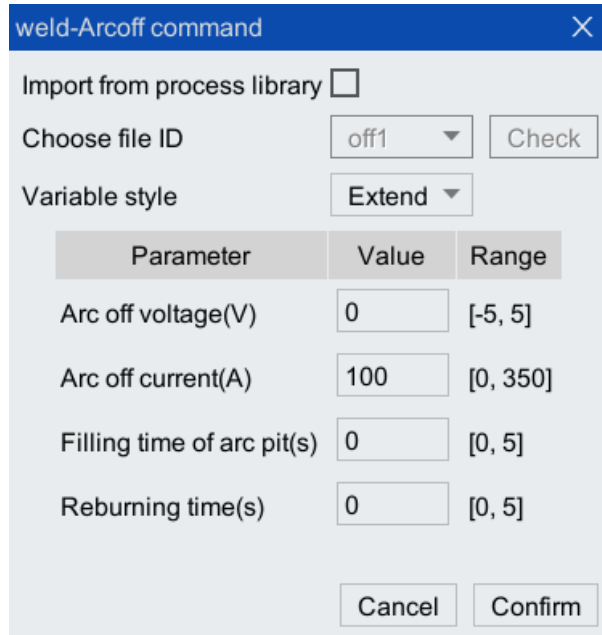 weld-Arcoff command
Import from process library
Choose file ID off1 Check
Variable style Extend
Parameter Value Range
Arc off voltage(V) 0 [-5, 5]
Arc off current(A) 100 [0, 350]
Filling time of arc pit(s) 0 [0, 5]
Reburning time(s) 0 [0, 5]
Cancel Confirm